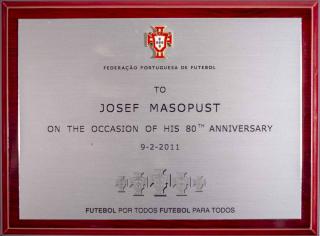 FEDERAÇÃO PORTUGUESA DE FUTEBOL
TO
JOSEF MASOPUST
ON THE OCCASION OF HIS 80TH ANNIVERSARY
9-2-2011
FUTEBOL POR TODOS FUTEBOL PARA TODOS